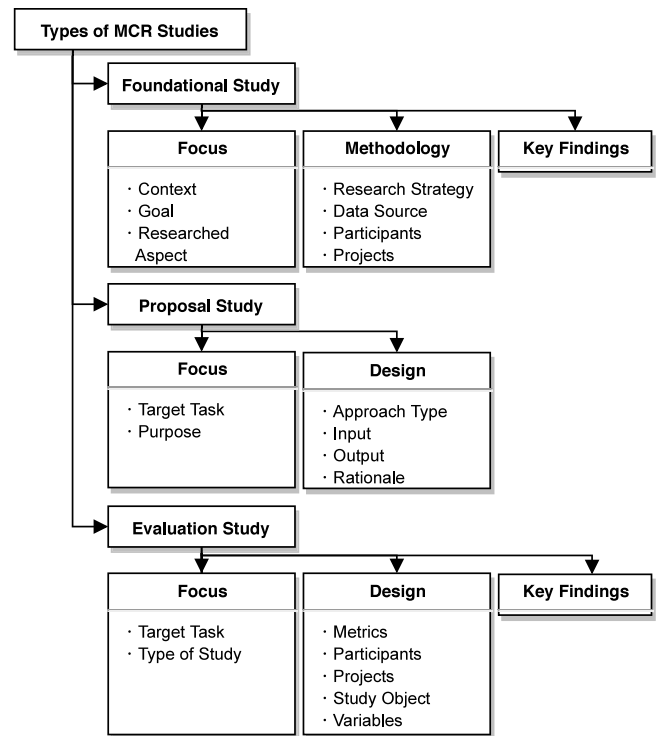 Types of MCR Studies
Foundational Study
Focus
· Context
· Goal
· Researched
Aspect
Methodology
· Research Strategy
· Data Source
· Participants
· Projects
Key Findings
Proposal Study
Focus
· Target Task
· Purpose
Design
· Approach Type
· Input
· Output
· Rationale
Evaluation Study
Focus
· Target Task
· Type of Study
Design
· Metrics
· Participants
· Projects
· Study Object
· Variables
Key Findings